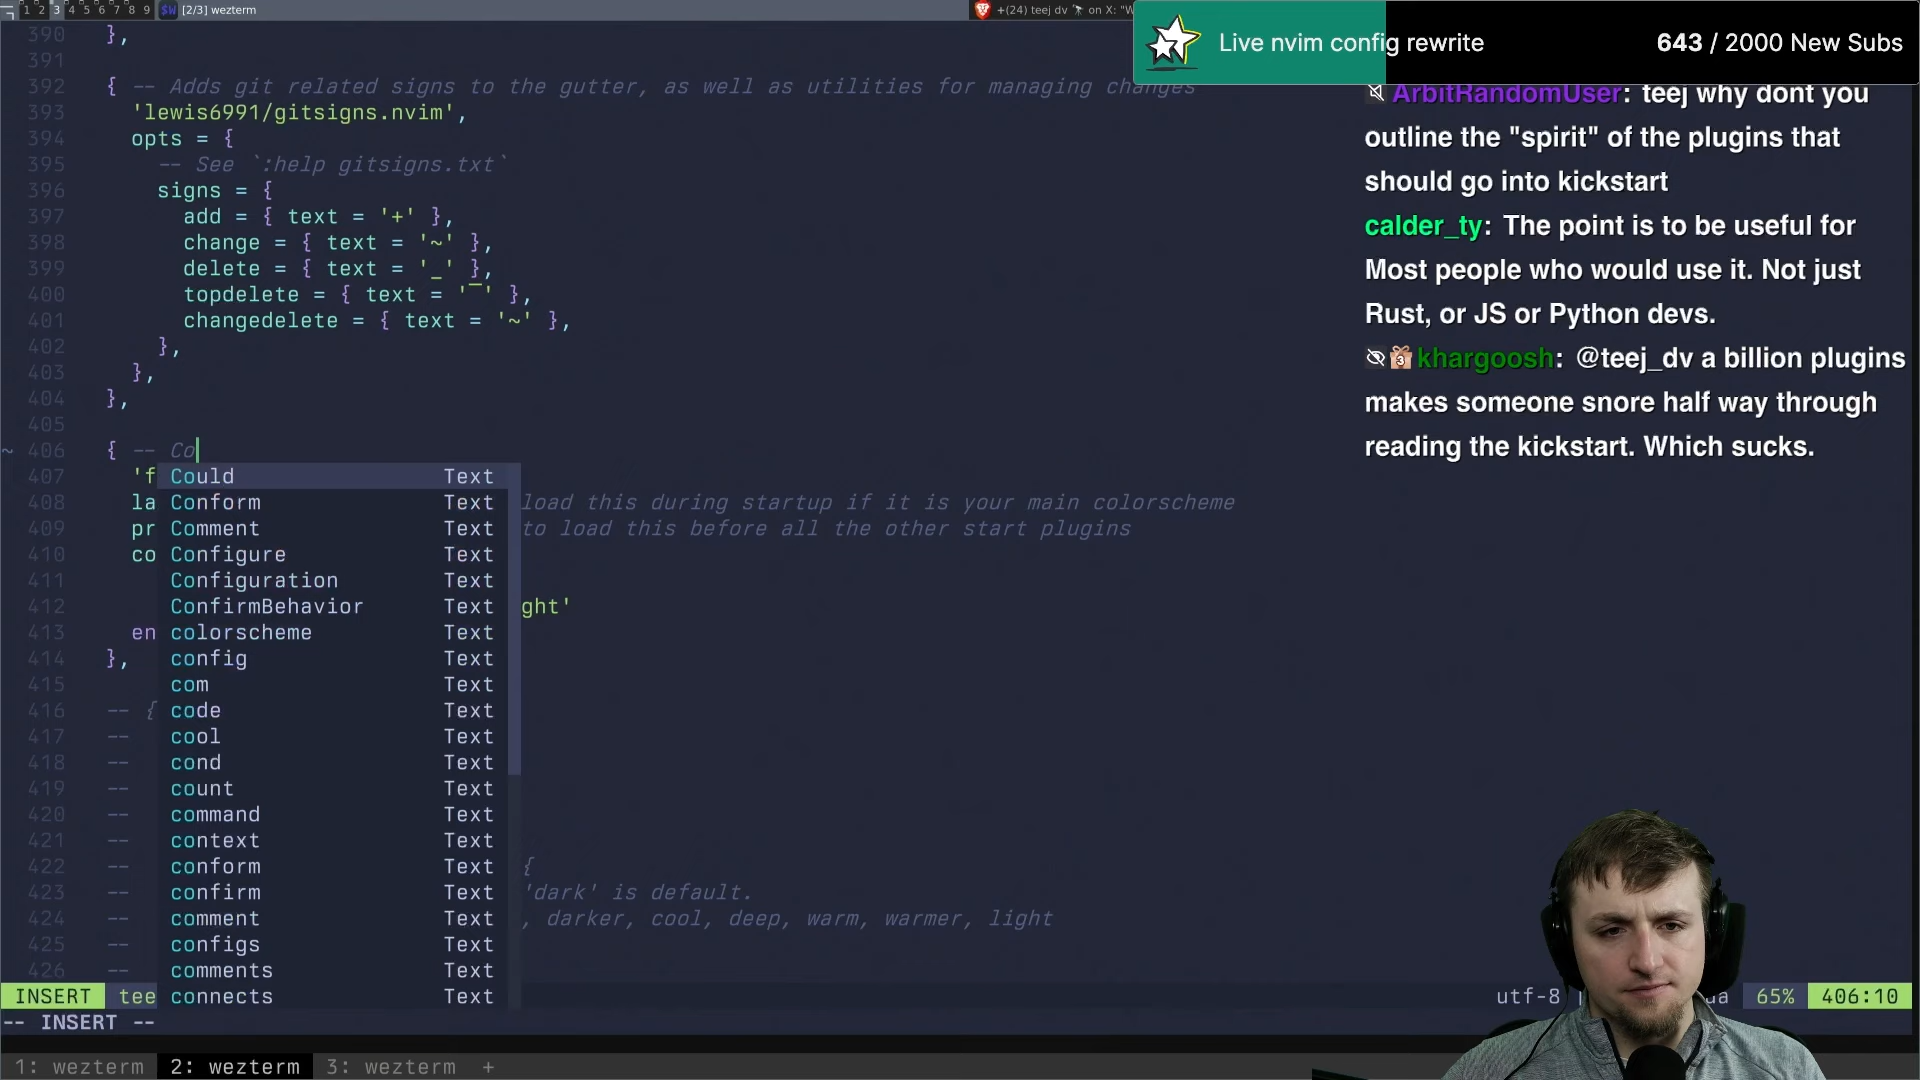 1 2 3 4 5 6 7 8 9 $W [2/3] wezterm
+(24) teej dv 🔭 on X: "W
Live nvim config rewrite 643 / 2000 New Subs
390 },
391
392 { -- Adds git related signs to the gutter, as well as utilities for managing changes
393 'lewis6991/gitsigns.nvim',
394 opts = {
395 -- See `:help gitsigns.txt`
396 signs = {
397 add = { text = '+' },
398 change = { text = '~' },
399 delete = { text = '_' },
400 topdelete = { text = '‾' },
401 changedelete = { text = '~' },
402 },
403 },
404 },
405
~ 406 { -- Co
407 'f Could Text
408 la Conform Text load this during startup if it is your main colorscheme
409 pr Comment Text to load this before all the other start plugins
410 co Configure Text
411 Configuration Text
412 ConfirmBehavior Text ght'
413 en colorscheme Text
414 }, config Text
415 com Text
416 -- { code Text
417 -- cool Text
418 -- cond Text
419 -- count Text
420 -- command Text
421 -- context Text
422 -- conform Text {
423 -- confirm Text 'dark' is default.
424 -- comment Text , darker, cool, deep, warm, warmer, light
425 -- configs Text
426 -- comments Text
INSERT tee connects Text utf-8 ua 65% 406:10
-- INSERT --
1: wezterm 2: wezterm 3: wezterm +
ArbitRandomUser: teej why dont you
outline the "spirit" of the plugins that
should go into kickstart
calder_ty: The point is to be useful for
Most people who would use it. Not just
Rust, or JS or Python devs.
3 khargoosh: @teej_dv a billion plugins
makes someone snore half way through
reading the kickstart. Which sucks.